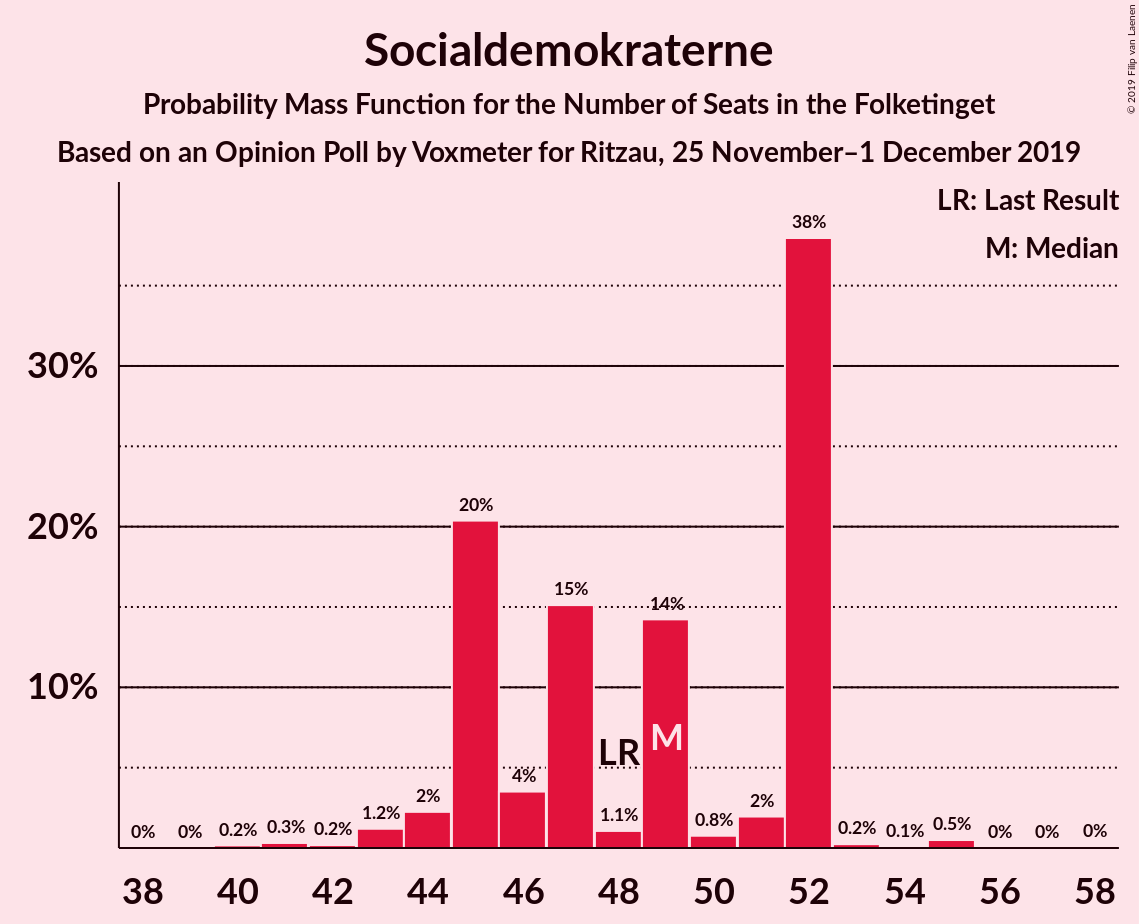 Socialdemokraterne
Probability Mass Function for the Number of Seats in the Folketinget
Based on an Opinion Poll by Voxmeter for Ritzau, 25 November–1 December 2019
© 2019 Filip van Laenen
LR: Last Result
M: Median
38%
30%
20%
20%
15%
14%
10%
LR
M
4%
2%
1.2%
1.1%
2%
0.8%
0.5%
0%
0%
0.2%
0.3%
0.2%
0.2%
0.1%
0%
0%
0%
38 40 42 44 46 48 50 52 54 56 58